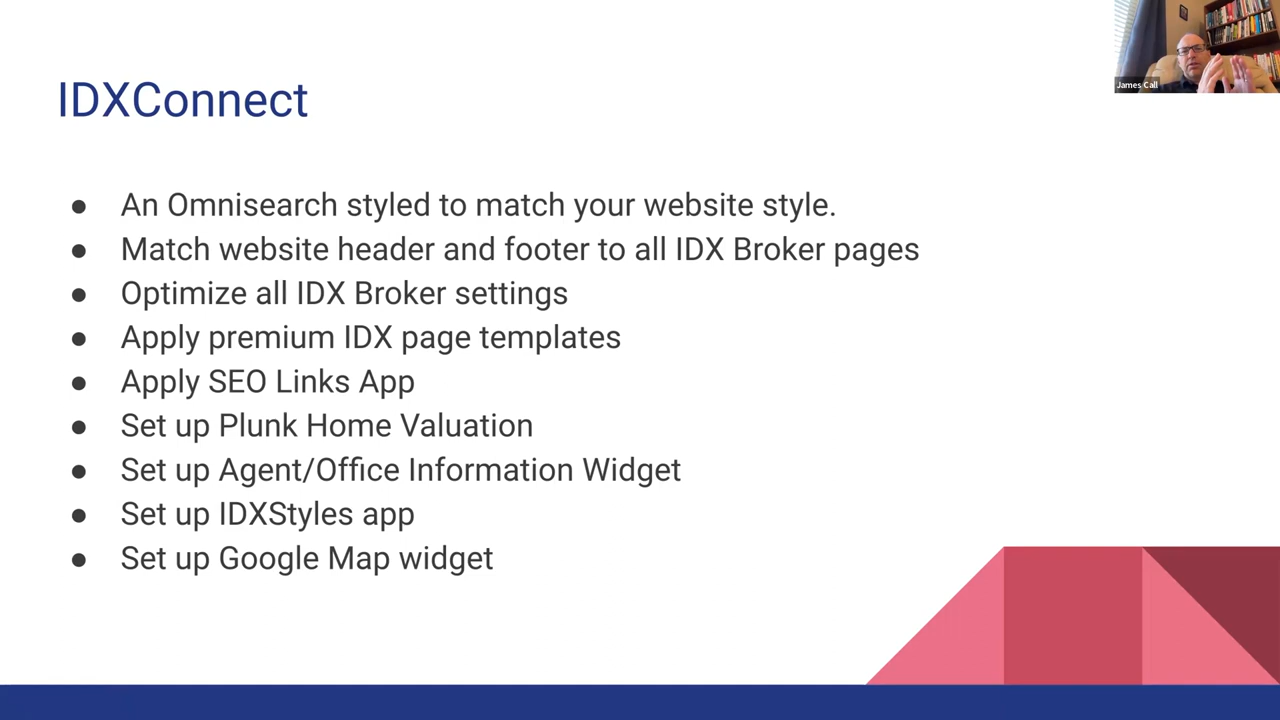 IDXConnect
James Call
● An Omnisearch styled to match your website style.
● Match website header and footer to all IDX Broker pages
● Optimize all IDX Broker settings
● Apply premium IDX page templates
● Apply SEO Links App
● Set up Plunk Home Valuation
● Set up Agent/Office Information Widget
● Set up IDXStyles app
● Set up Google Map widget